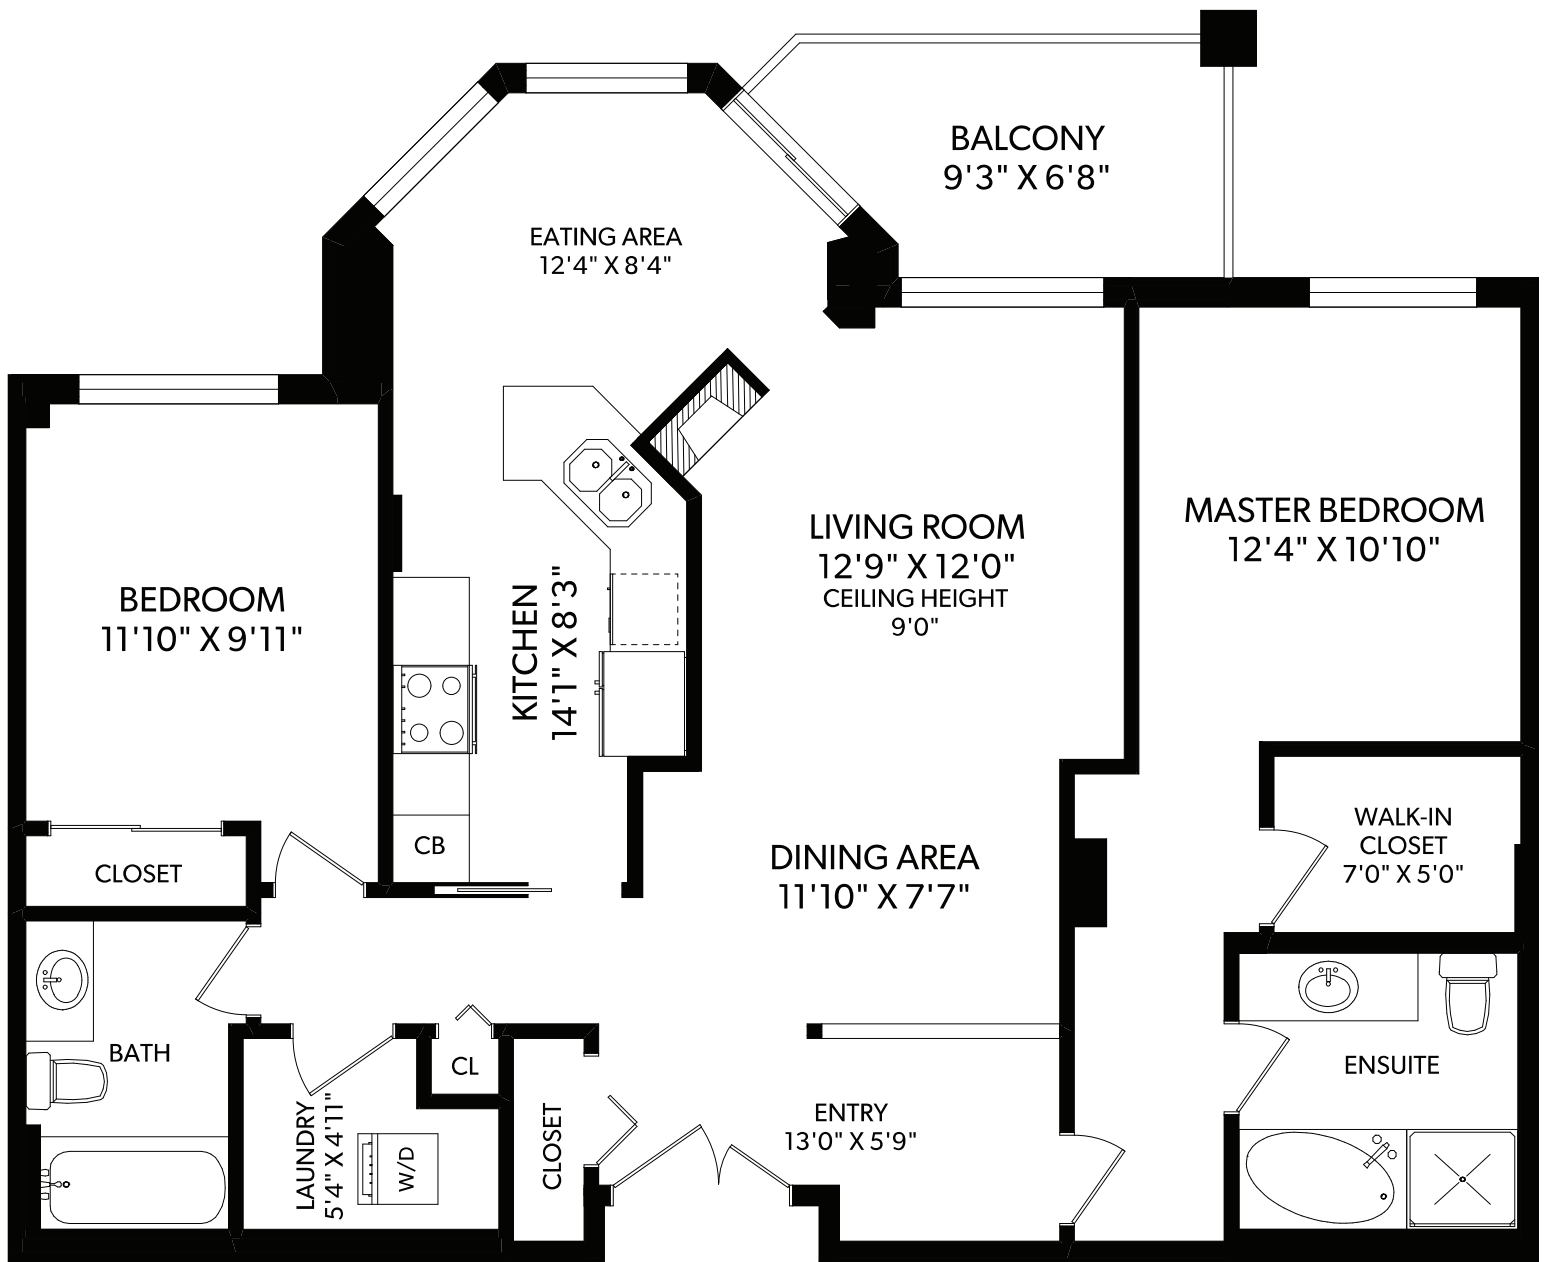 BALCONY
9'3" X 6'8"
EATING AREA
12'4" X 8'4"
MASTER BEDROOM
12'4" X 10'10"
LIVING ROOM
12'9" X 12'0"
CEILING HEIGHT
9'0"
BEDROOM
11'10" X 9'11"
KITCHEN
14'1" X 8'3"
WALK-IN
CLOSET
7'0" X 5'0"
CB
DINING AREA
11'10" X 7'7"
CLOSET
BATH
CL
ENSUITE
LAUNDRY
5'4" X 4'11"
W/D
CLOSET
ENTRY
13'0" X 5'9"